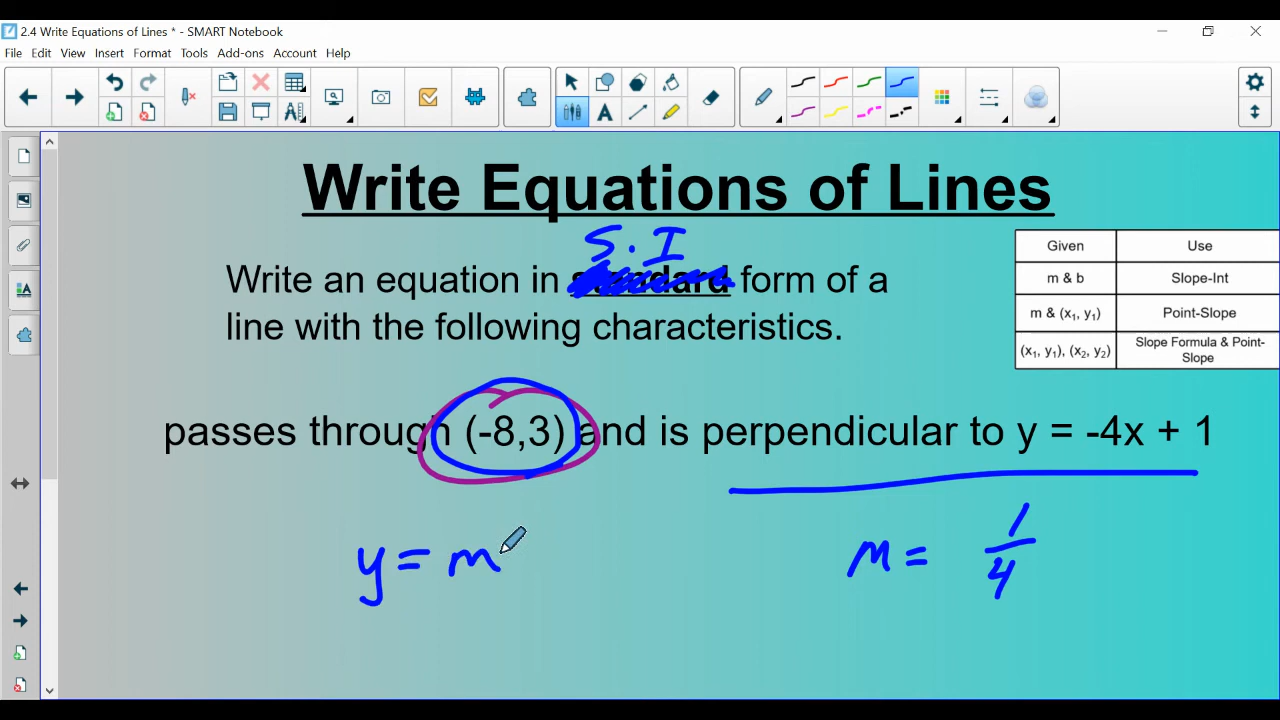 2.4 Write Equations of Lines * - SMART Notebook
File Edit View Insert Format Tools Add-ons Account Help
Write Equations of Lines
S. I
Write an equation in standard form of a
line with the following characteristics.
Given Use
m & b Slope-Int
m & (x₁, y₁) Point-Slope
(x₁, y₁), (x₂, y₂) Slope Formula & Point-
Slope
passes through (-8,3) and is perpendicular to y = -4x + 1
y = m
m = 1/4